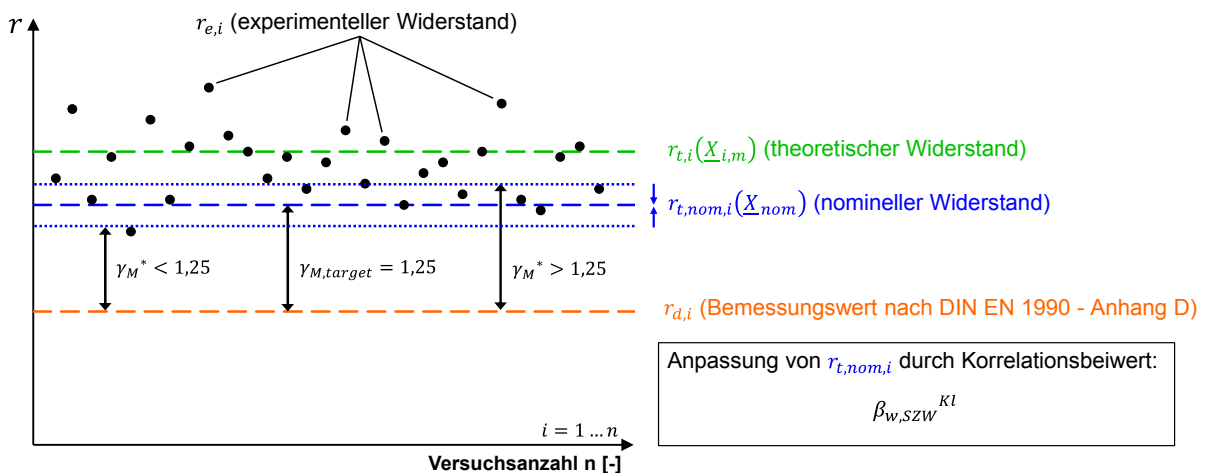 r
r_{e,i} (experimenteller Widerstand)
r_{t,i}(X_{i,m}) (theoretischer Widerstand)
r_{t,nom,i}(X_{nom}) (nomineller Widerstand)
γ_M* < 1,25
γ_{M,target} = 1,25
γ_M* > 1,25
r_{d,i} (Bemessungswert nach DIN EN 1990 - Anhang D)
Anpassung von r_{t,nom,i} durch Korrelationsbeiwert:
β_{w,SZW}^{Kl}
i = 1 … n
Versuchsanzahl n [-]